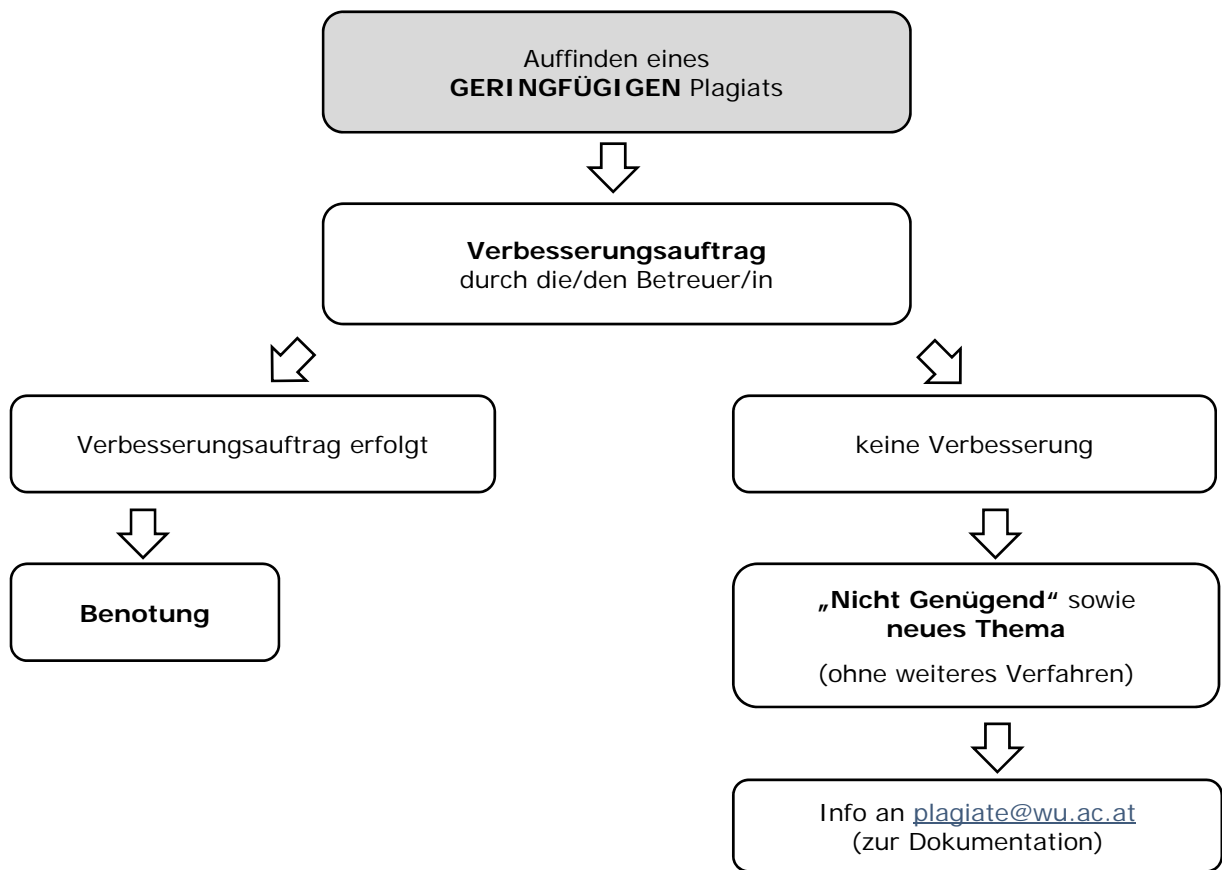 Auffinden eines
GERINGFÜGIGEN Plagiats
Verbesserungsauftrag
durch die/den Betreuer/in
Verbesserungsauftrag erfolgt
keine Verbesserung
Benotung
„Nicht Genügend“ sowie
neues Thema
(ohne weiteres Verfahren)
Info an plagiate@wu.ac.at
(zur Dokumentation)